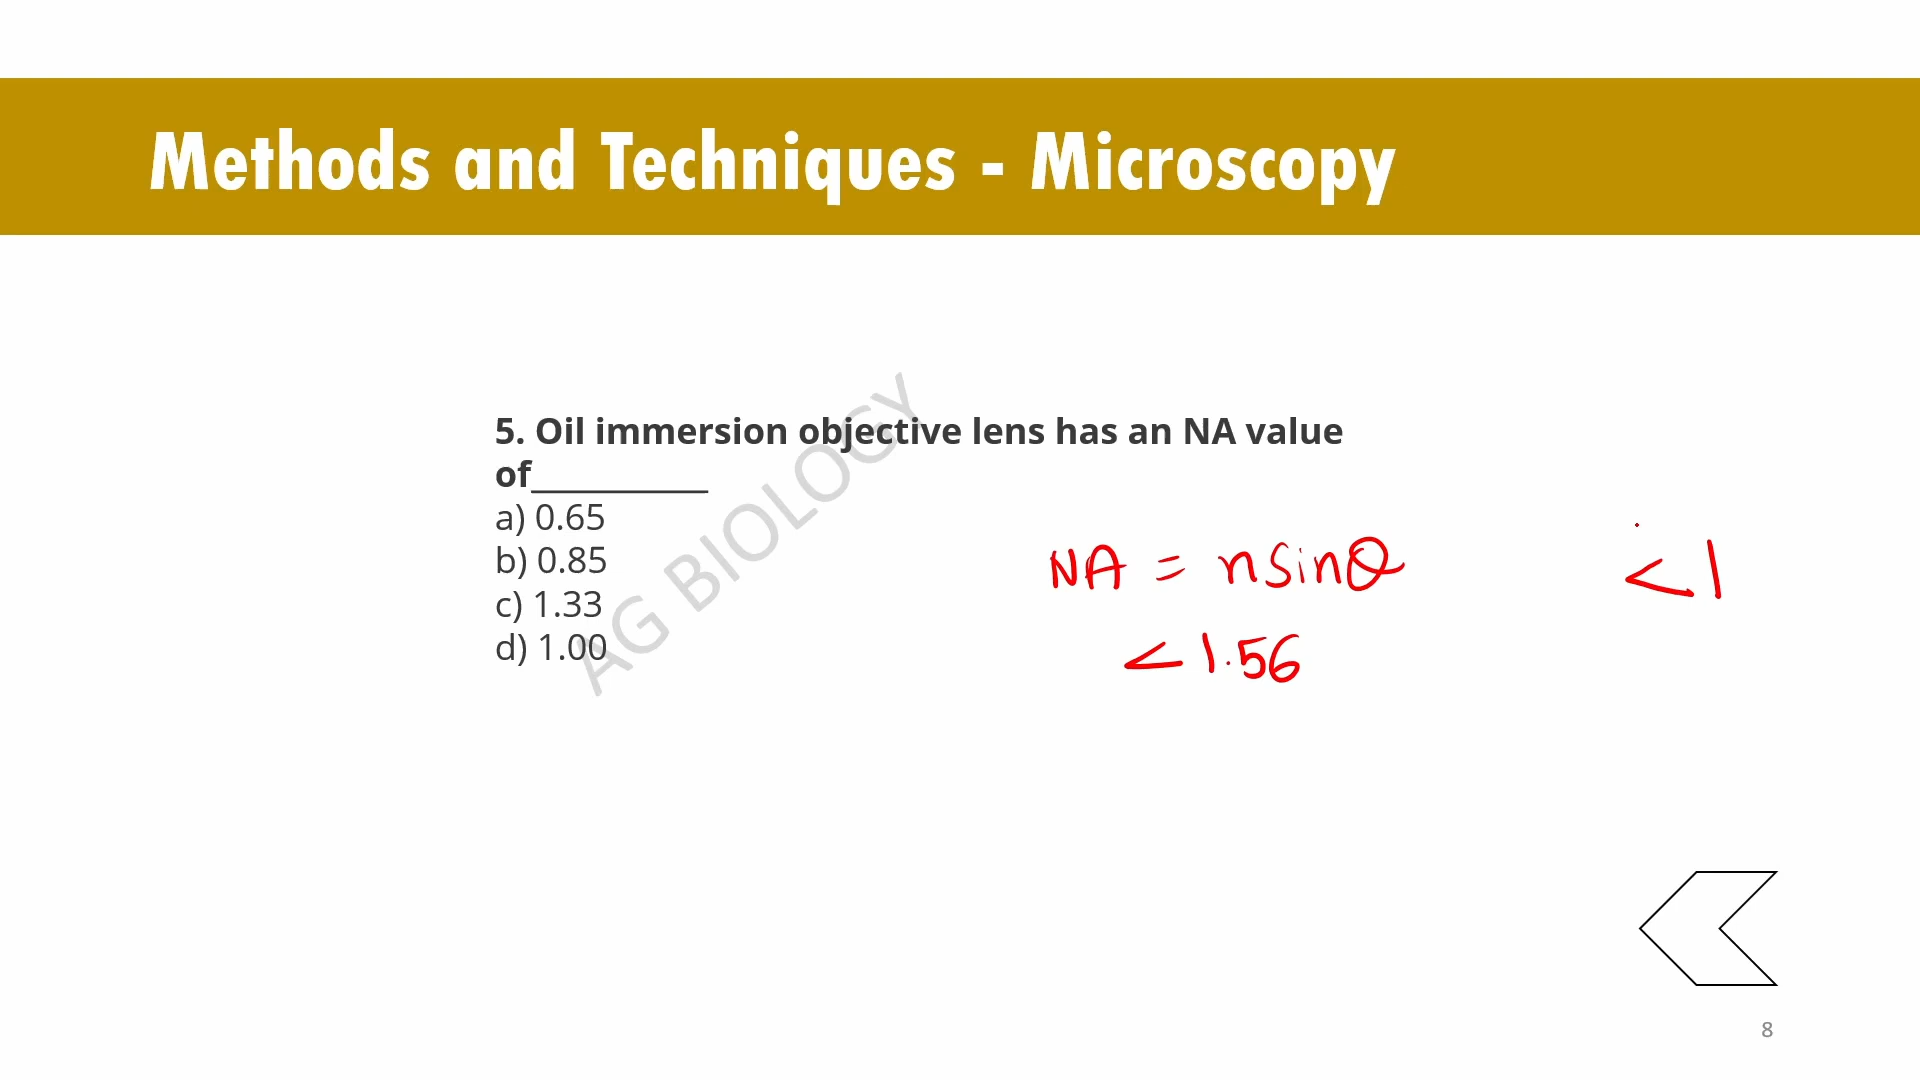 Methods and Techniques - Microscopy
5. Oil immersion objective lens has an NA value
of___________
a) 0.65
b) 0.85
c) 1.33
d) 1.00
AG BIOLOGY
NA = nsinθ
< 1.56
< 1
8